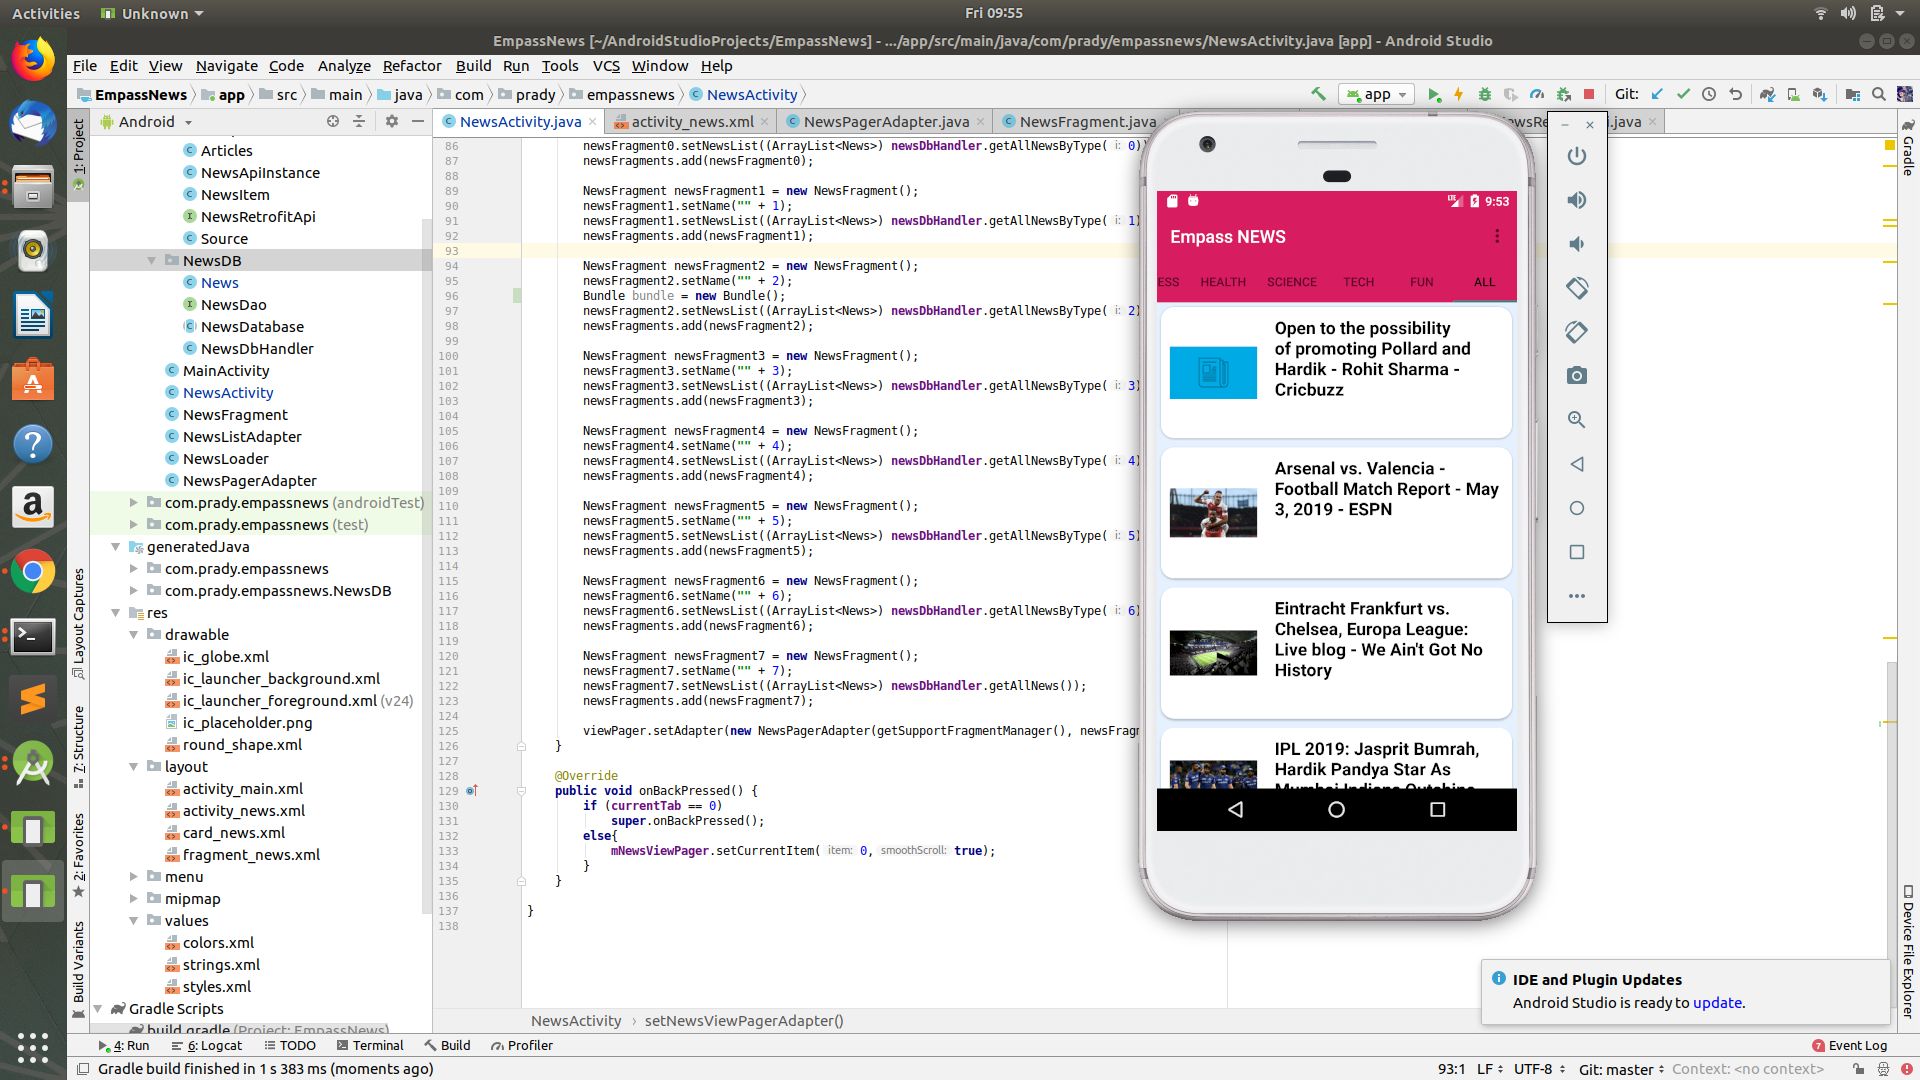 Activities
Unknown
Fri 09:55
EmpassNews [~/AndroidStudioProjects/EmpassNews] - .../app/src/main/java/com/prady/empassnews/NewsActivity.java [app] - Android Studio
File Edit View Navigate Code Analyze Refactor Build Run Tools VCS Window Help
EmpassNews app src main java com prady empassnews NewsActivity
app
Git:
Android
NewsActivity.java
activity_news.xml
NewsPagerAdapter.java
NewsFragment.java
1: Project
Articles
NewsApiInstance
NewsItem
NewsRetrofitApi
Source
NewsDB
News
NewsDao
NewsDatabase
NewsDbHandler
MainActivity
NewsActivity
NewsFragment
NewsListAdapter
NewsLoader
NewsPagerAdapter
com.prady.empassnews (androidTest)
com.prady.empassnews (test)
generatedJava
com.prady.empassnews
com.prady.empassnews.NewsDB
res
drawable
ic_globe.xml
ic_launcher_background.xml
ic_launcher_foreground.xml (v24)
ic_placeholder.png
round_shape.xml
layout
activity_main.xml
activity_news.xml
card_news.xml
fragment_news.xml
menu
mipmap
values
colors.xml
strings.xml
styles.xml
Gradle Scripts
build.gradle (Project: EmpassNews)
Layout Captures
7: Structure
2: Favorites
Build Variants
86 newsFragment0.setNewsList((ArrayList<News>) newsDbHandler.getAllNewsByType( i: 0))
87 newsFragments.add(newsFragment0);
88
89 NewsFragment newsFragment1 = new NewsFragment();
90 newsFragment1.setName("" + 1);
91 newsFragment1.setNewsList((ArrayList<News>) newsDbHandler.getAllNewsByType( i: 1)
92 newsFragments.add(newsFragment1);
93
94 NewsFragment newsFragment2 = new NewsFragment();
95 newsFragment2.setName("" + 2);
96 Bundle bundle = new Bundle();
97 newsFragment2.setNewsList((ArrayList<News>) newsDbHandler.getAllNewsByType( i: 2)
98 newsFragments.add(newsFragment2);
99
100 NewsFragment newsFragment3 = new NewsFragment();
101 newsFragment3.setName("" + 3);
102 newsFragment3.setNewsList((ArrayList<News>) newsDbHandler.getAllNewsByType( i: 3)
103 newsFragments.add(newsFragment3);
104
105 NewsFragment newsFragment4 = new NewsFragment();
106 newsFragment4.setName("" + 4);
107 newsFragment4.setNewsList((ArrayList<News>) newsDbHandler.getAllNewsByType( i: 4)
108 newsFragments.add(newsFragment4);
109
110 NewsFragment newsFragment5 = new NewsFragment();
111 newsFragment5.setName("" + 5);
112 newsFragment5.setNewsList((ArrayList<News>) newsDbHandler.getAllNewsByType( i: 5)
113 newsFragments.add(newsFragment5);
114
115 NewsFragment newsFragment6 = new NewsFragment();
116 newsFragment6.setName("" + 6);
117 newsFragment6.setNewsList((ArrayList<News>) newsDbHandler.getAllNewsByType( i: 6)
118 newsFragments.add(newsFragment6);
119
120 NewsFragment newsFragment7 = new NewsFragment();
121 newsFragment7.setName("" + 7);
122 newsFragment7.setNewsList((ArrayList<News>) newsDbHandler.getAllNews());
123 newsFragments.add(newsFragment7);
124
125 viewPager.setAdapter(new NewsPagerAdapter(getSupportFragmentManager(), newsFragm
126 }
127
128 @Override
129 public void onBackPressed() {
130 if (currentTab == 0)
131 super.onBackPressed();
132 else{
133 mNewsViewPager.setCurrentItem( item: 0, smoothScroll: true);
134 }
135 }
136
137 }
138
LTE 9:53
Empass NEWS
ESS HEALTH SCIENCE TECH FUN ALL
Open to the possibility
of promoting Pollard and
Hardik - Rohit Sharma -
Cricbuzz
Arsenal vs. Valencia -
Football Match Report - May
3, 2019 - ESPN
Eintracht Frankfurt vs.
Chelsea, Europa League:
Live blog - We Ain't Got No
History
IPL 2019: Jasprit Bumrah,
Hardik Pandya Star As
Mumbai Indians Outshine
Gradle
Device File Explorer
IDE and Plugin Updates
Android Studio is ready to update.
NewsActivity › setNewsViewPagerAdapter()
4: Run 6: Logcat TODO Terminal Build Profiler
7 Event Log
Gradle build finished in 1 s 383 ms (moments ago)
93:1 LF UTF-8 Git: master Context: <no context>